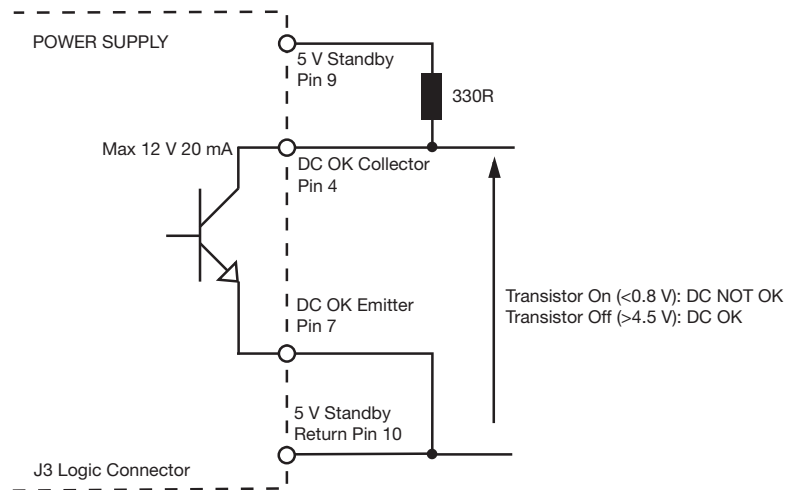 POWER SUPPLY
5 V Standby
Pin 9
330R
Max 12 V 20 mA
DC OK Collector
Pin 4
Transistor On (<0.8 V): DC NOT OK
Transistor Off (>4.5 V): DC OK
DC OK Emitter
Pin 7
5 V Standby
Return Pin 10
J3 Logic Connector